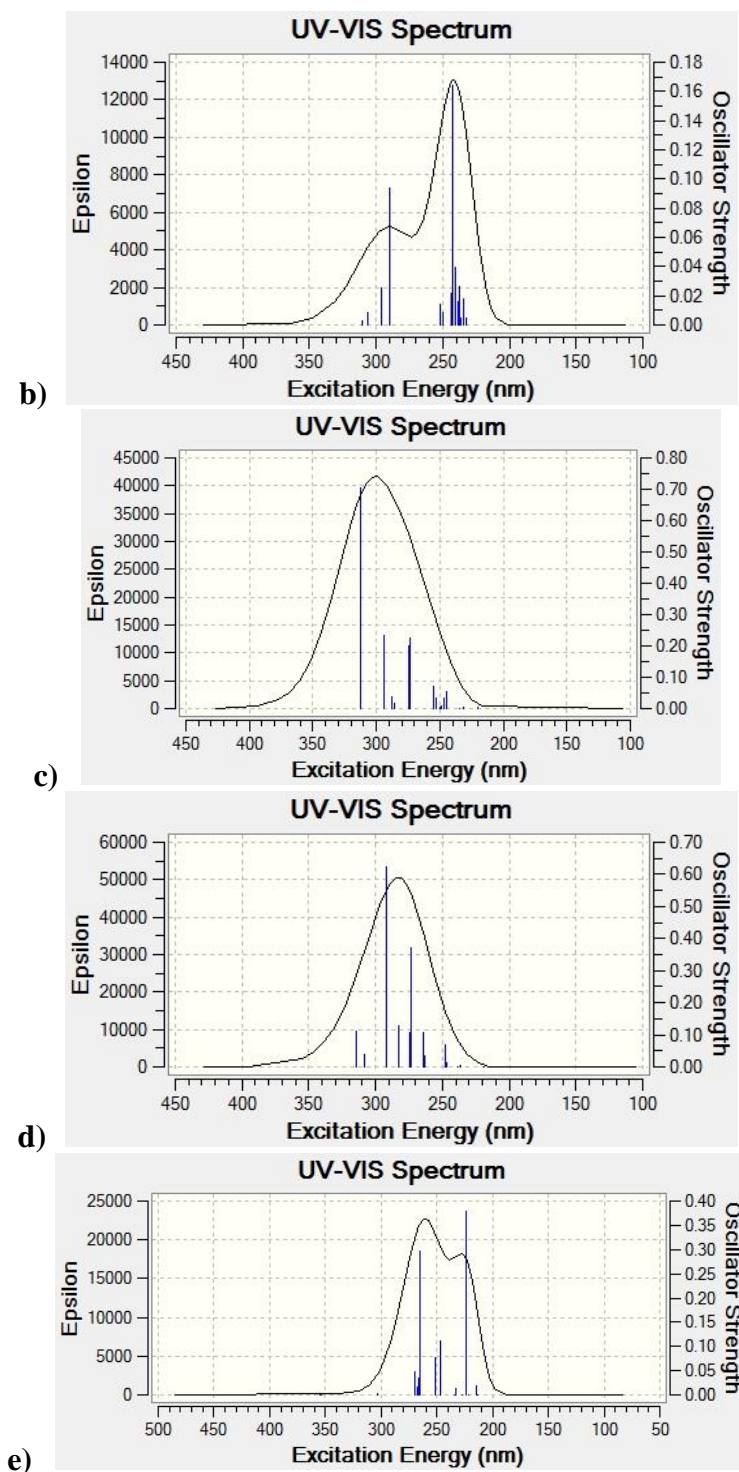 UV-VIS Spectrum
14000 0.18
12000 0.16
10000 0.14
8000 0.12
6000 0.10
4000 0.08
2000 0.06
0 0.04
0.02
0.00
Epsilon
Oscillator Strength
450 400 350 300 250 200 150 100
Excitation Energy (nm)
b)
UV-VIS Spectrum
45000 0.80
40000 0.70
35000 0.60
30000 0.50
25000 0.40
20000 0.30
15000 0.20
10000 0.10
5000 0.00
0
Epsilon
Oscillator Strength
450 400 350 300 250 200 150 100
Excitation Energy (nm)
c)
UV-VIS Spectrum
60000 0.70
50000 0.60
40000 0.50
30000 0.40
20000 0.30
10000 0.20
0 0.10
0.00
Epsilon
Oscillator Strength
450 400 350 300 250 200 150 100
Excitation Energy (nm)
d)
UV-VIS Spectrum
25000 0.40
20000 0.35
15000 0.30
10000 0.25
5000 0.20
0 0.15
0.10
0.05
0.00
Epsilon
Oscillator Strength
500 450 400 350 300 250 200 150 100 50
Excitation Energy (nm)
e)